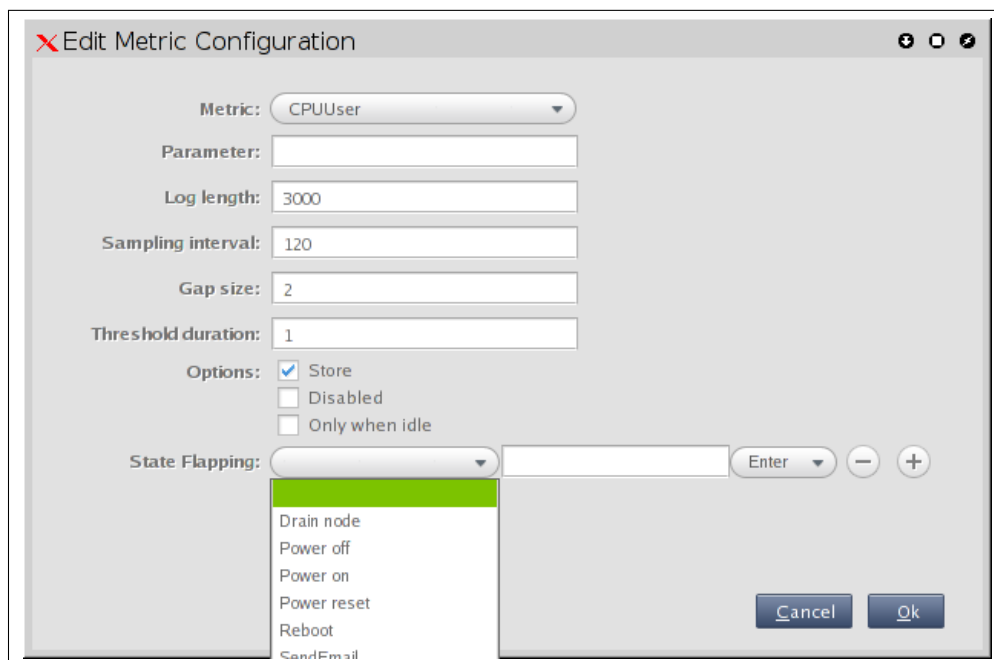 Edit Metric Configuration
Metric: CPUUser
Parameter:
Log length: 3000
Sampling interval: 120
Gap size: 2
Threshold duration: 1
Options: Store
Disabled
Only when idle
State Flapping: Enter
Drain node
Power off
Power on
Power reset
Reboot
SendEmail
Cancel Ok